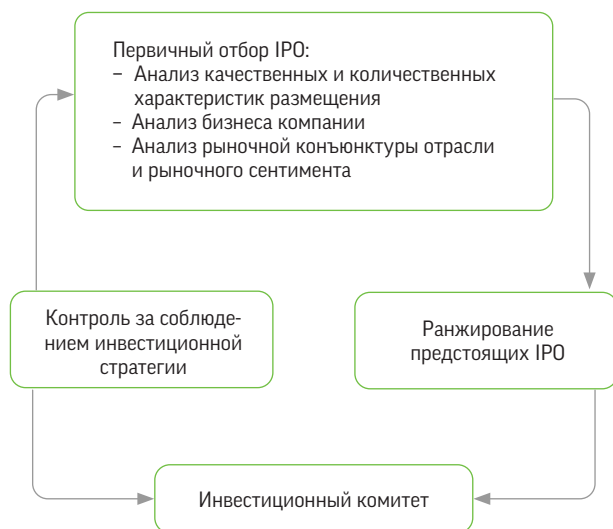 Первичный отбор IPO:
– Анализ качественных и количественных
характеристик размещения
– Анализ бизнеса компании
– Анализ рыночной конъюнктуры отрасли
и рыночного сентимента
Контроль за соблюде-
нием инвестиционной
стратегии
Ранжирование
предстоящих IPO
Инвестиционный комитет